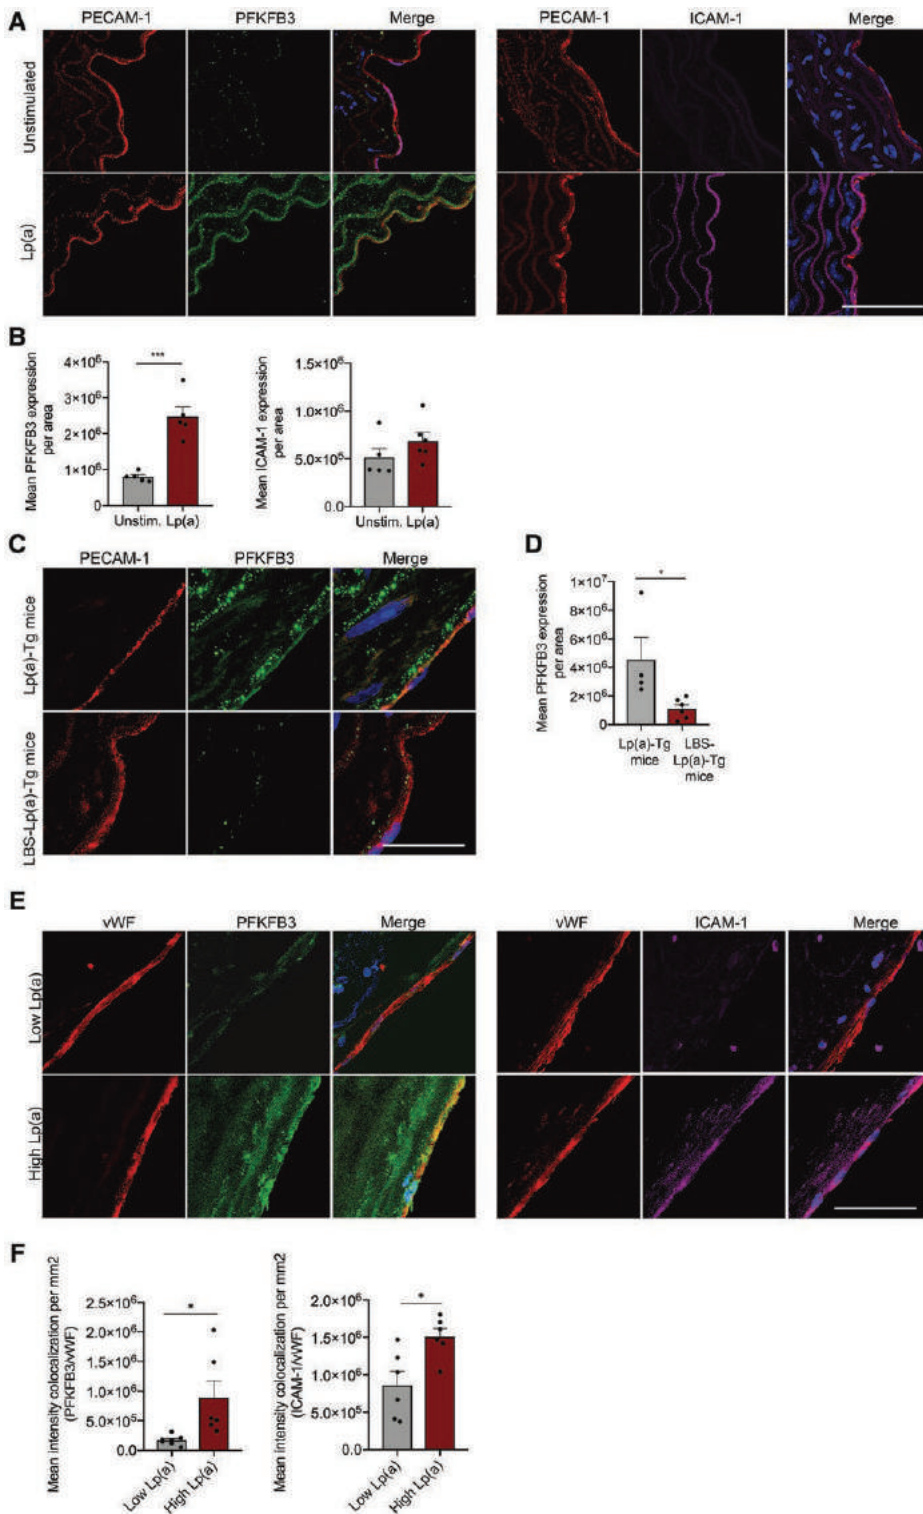 A
PECAM-1 PFKFB3 Merge PECAM-1 ICAM-1 Merge
Unstimulated
Lp(a)
B
Mean PFKFB3 expression
per area
4×10⁶
3×10⁶
2×10⁶
1×10⁶
0
***
Unstim. Lp(a)
Mean ICAM-1 expression
per area
1.5×10⁶
1.0×10⁶
5.0×10⁵
0.0
Unstim. Lp(a)
C
PECAM-1 PFKFB3 Merge
Lp(a)-Tg mice
LBS-Lp(a)-Tg mice
D
Mean PFKFB3 expression
per area
1×10⁷
8×10⁶
6×10⁶
4×10⁶
2×10⁶
0
*
Lp(a)-Tg LBS-
mice Lp(a)-Tg
mice
E
vWF PFKFB3 Merge vWF ICAM-1 Merge
Low Lp(a)
High Lp(a)
F
Mean intensity colocalization per mm2
(PFKFB3/vWF)
2.5×10⁶
2.0×10⁶
1.5×10⁶
1.0×10⁶
5.0×10⁵
0.0
*
Low Lp(a)
High Lp(a)
Mean intensity colocalization per mm2
(ICAM-1/vWF)
2.0×10⁶
1.5×10⁶
1.0×10⁶
5.0×10⁵
0.0
*
Low Lp(a)
High Lp(a)